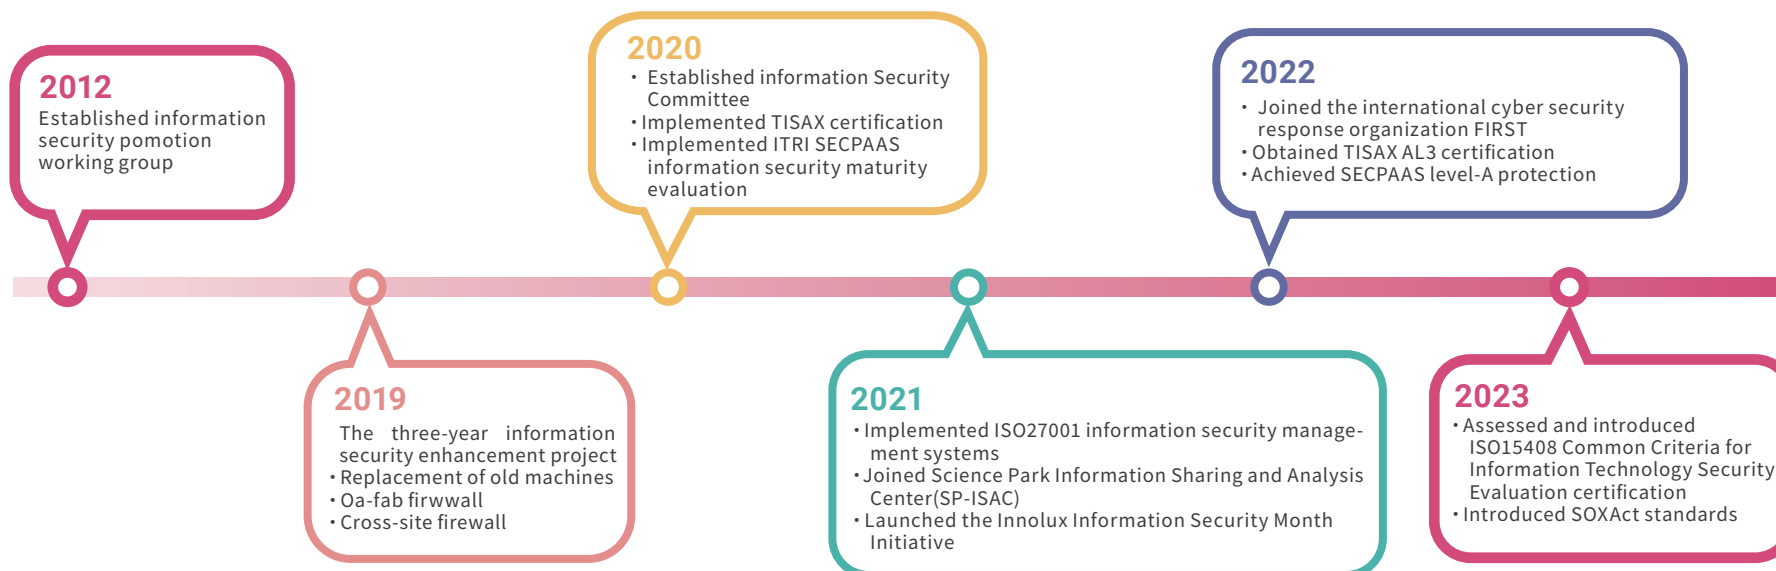 2012
Established information
security pomotion
working group
2019
The three-year information
security enhancement project
・Replacement of old machines
・Oa-fab firwwall
・Cross-site firewall
2020
・Established information Security
Committee
・Implemented TISAX certification
・Implemented ITRI SECPAAS
information security maturity
evaluation
2021
・Implemented ISO27001 information security manage-
ment systems
・Joined Science Park Information Sharing and Analysis
Center(SP-ISAC)
・Launched the Innolux Information Security Month
Initiative
2022
・Joined the international cyber security
response organization FIRST
・Obtained TISAX AL3 certification
・Achieved SECPAAS level-A protection
2023
・Assessed and introduced
ISO15408 Common Criteria for
Information Technology Security
Evaluation certification
・Introduced SOXAct standards